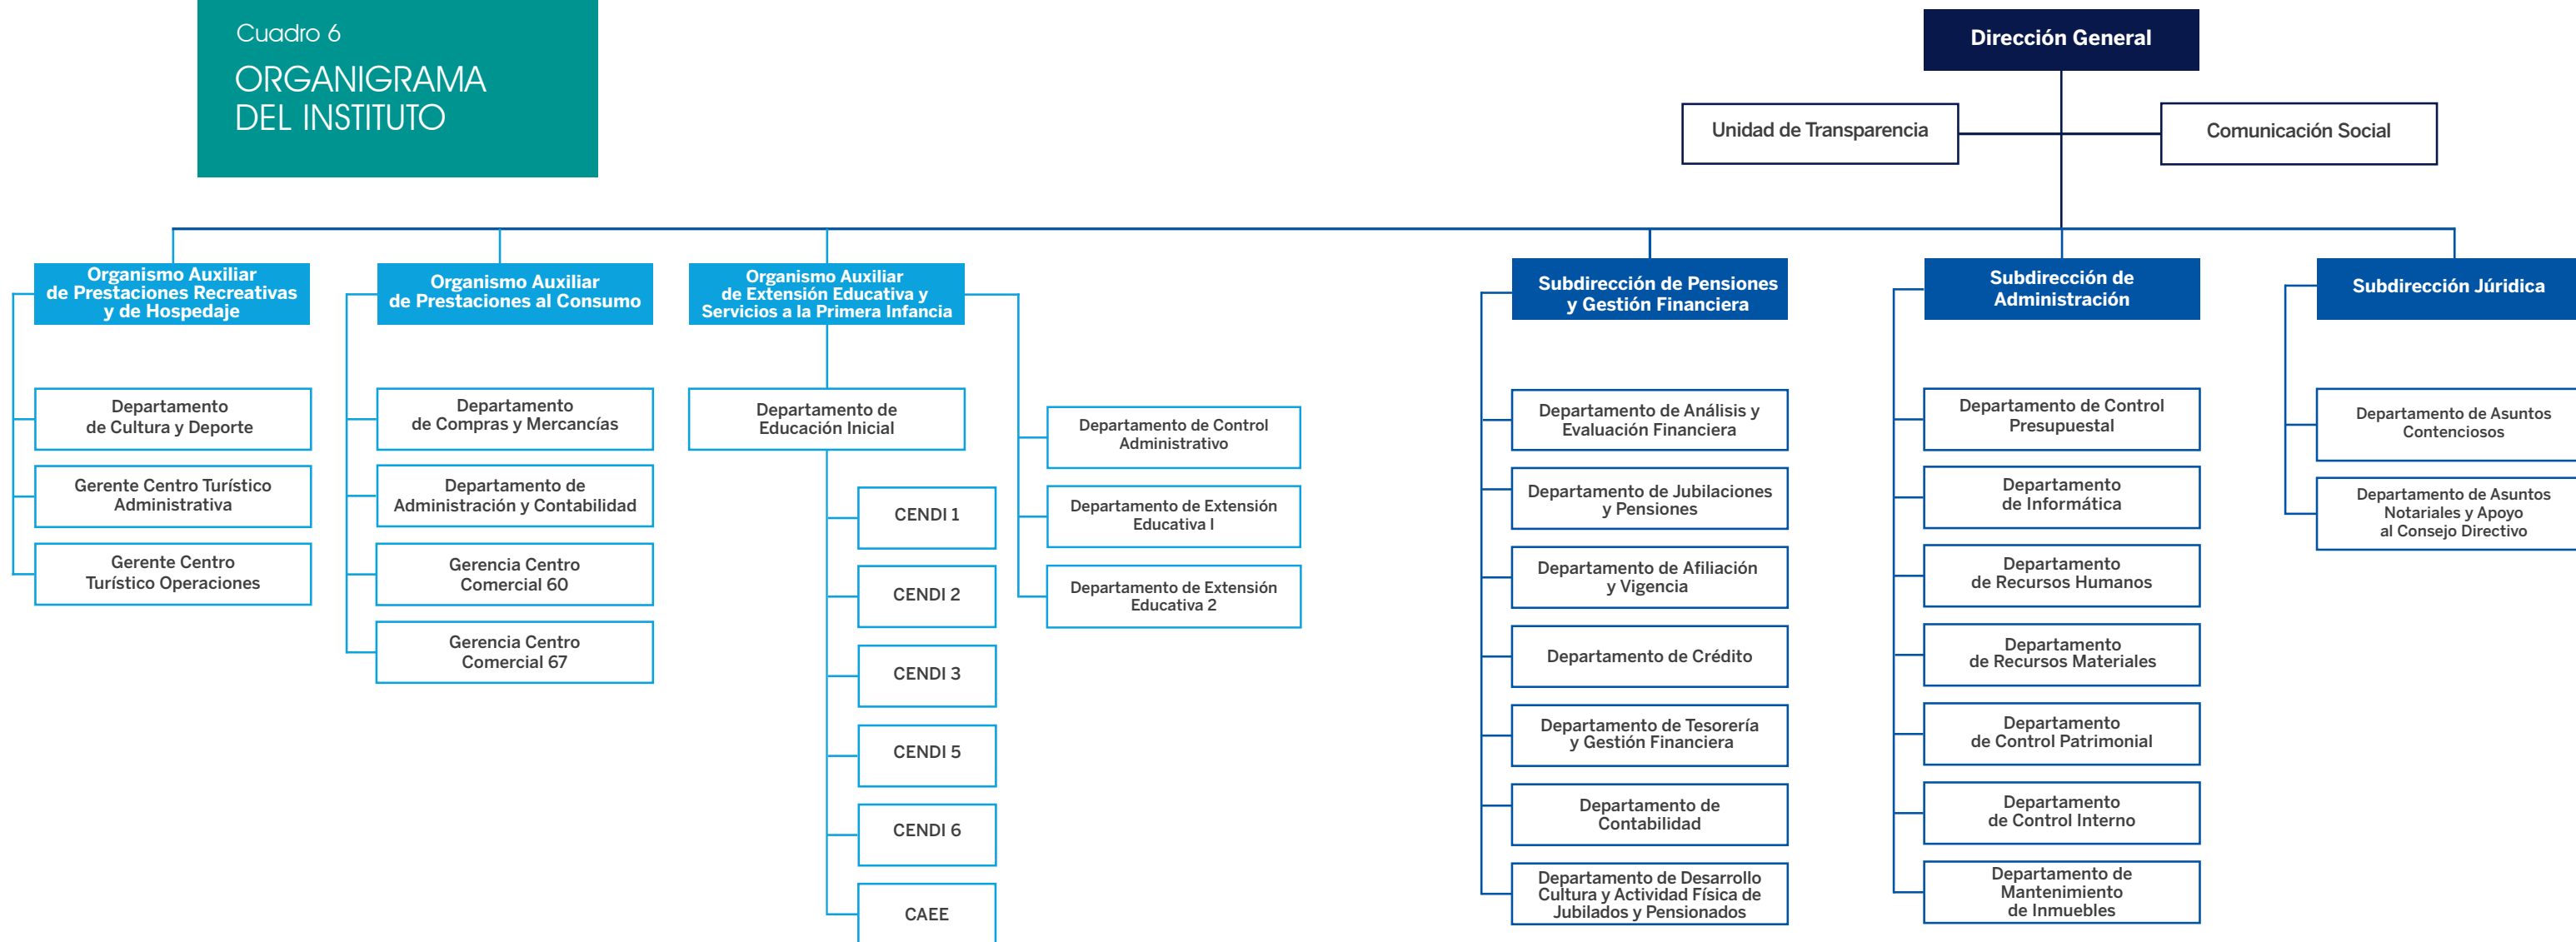 Cuadro 6
ORGANIGRAMA
DEL INSTITUTO
Dirección General
Unidad de Transparencia
Comunicación Social
Organismo Auxiliar
de Prestaciones Recreativas
y de Hospedaje
Departamento
de Cultura y Deporte
Gerente Centro Turístico
Administrativa
Gerente Centro
Turístico Operaciones
Organismo Auxiliar
de Prestaciones al Consumo
Departamento
de Compras y Mercancías
Departamento de
Administración y Contabilidad
Gerencia Centro
Comercial 60
Gerencia Centro
Comercial 67
Organismo Auxiliar
de Extensión Educativa y
Servicios a la Primera Infancia
Departamento de
Educación Inicial
CENDI 1
CENDI 2
CENDI 3
CENDI 5
CENDI 6
CAEE
Departamento de Control
Administrativo
Departamento de Extensión
Educativa I
Departamento de Extensión
Educativa 2
Subdirección de Pensiones
y Gestión Financiera
Departamento de Análisis y
Evaluación Financiera
Departamento de Jubilaciones
y Pensiones
Departamento de Afiliación
y Vigencia
Departamento de Crédito
Departamento de Tesorería
y Gestión Financiera
Departamento de
Contabilidad
Departamento de Desarrollo
Cultura y Actividad Física de
Jubilados y Pensionados
Subdirección de
Administración
Departamento de Control
Presupuestal
Departamento
de Informática
Departamento
de Recursos Humanos
Departamento
de Recursos Materiales
Departamento
de Control Patrimonial
Departamento
de Control Interno
Departamento de
Mantenimiento
de Inmuebles
Subdirección Júridica
Departamento de Asuntos
Contenciosos
Departamento de Asuntos
Notariales y Apoyo
al Consejo Directivo